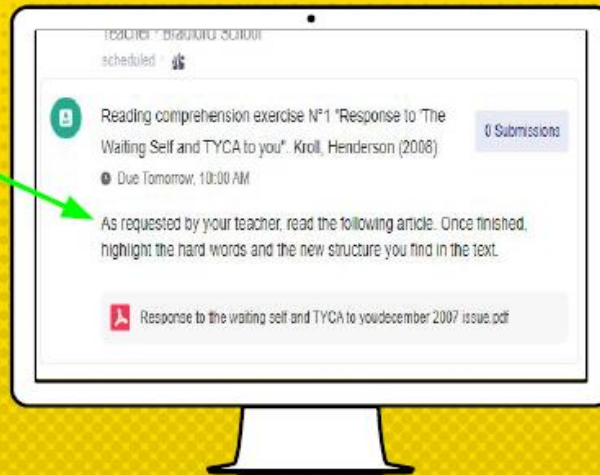 Teacher · Bradford School
scheduled ·
Reading comprehension exercise N°1 "Response to 'The
Waiting Self and TYCA to you". Kroll, Henderson (2008)
0 Submissions
Due Tomorrow, 10:00 AM
As requested by your teacher, read the following article. Once finished,
highlight the hard words and the new structure you find in the text.
Response to the waiting self and TYCA to youdecember 2007 issue.pdf